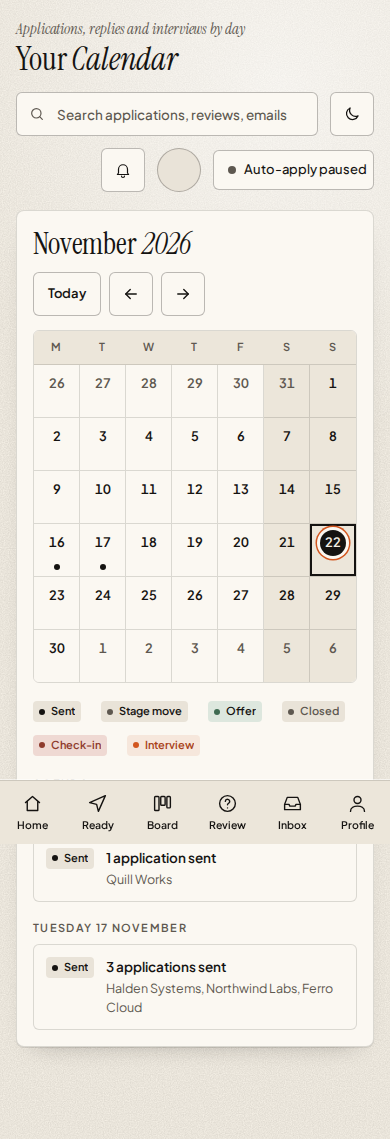 Applications, replies and interviews by day
Your Calendar
Search applications, reviews, emails
Auto-apply paused
November 2026
Today
M T W T F S S
26 27 28 29 30 31 1
2 3 4 5 6 7 8
9 10 11 12 13 14 15
16 17 18 19 20 21 22
23 24 25 26 27 28 29
30 1 2 3 4 5 6
Sent Stage move Offer Closed
Check-in Interview
Home Ready Board Review Inbox Profile
Sent 1 application sent
Quill Works
TUESDAY 17 NOVEMBER
Sent 3 applications sent
Halden Systems, Northwind Labs, Ferro
Cloud